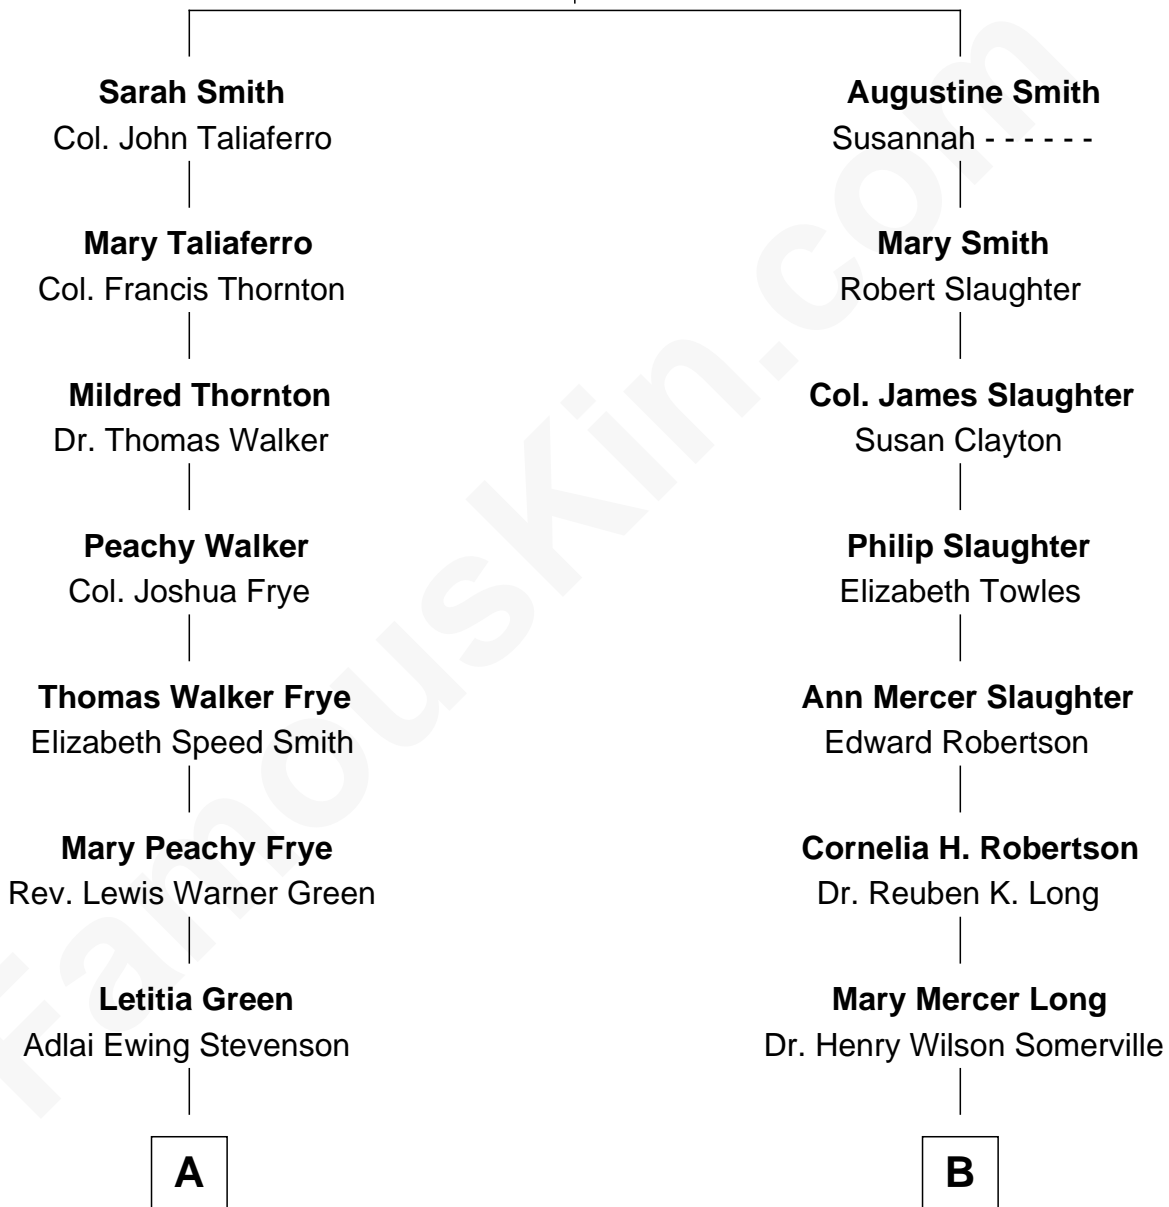 Sarah Smith
Col. John Taliaferro
Mary Taliaferro
Col. Francis Thornton
Mildred Thornton
Dr. Thomas Walker
Peachy Walker
Col. Joshua Frye
Thomas Walker Frye
Elizabeth Speed Smith
Mary Peachy Frye
Rev. Lewis Warner Green
Letitia Green
Adlai Ewing Stevenson
A
Augustine Smith
Susannah - - - - - -
Mary Smith
Robert Slaughter
Col. James Slaughter
Susan Clayton
Philip Slaughter
Elizabeth Towles
Ann Mercer Slaughter
Edward Robertson
Cornelia H. Robertson
Dr. Reuben K. Long
Mary Mercer Long
Dr. Henry Wilson Somerville
B
FamousKin.com